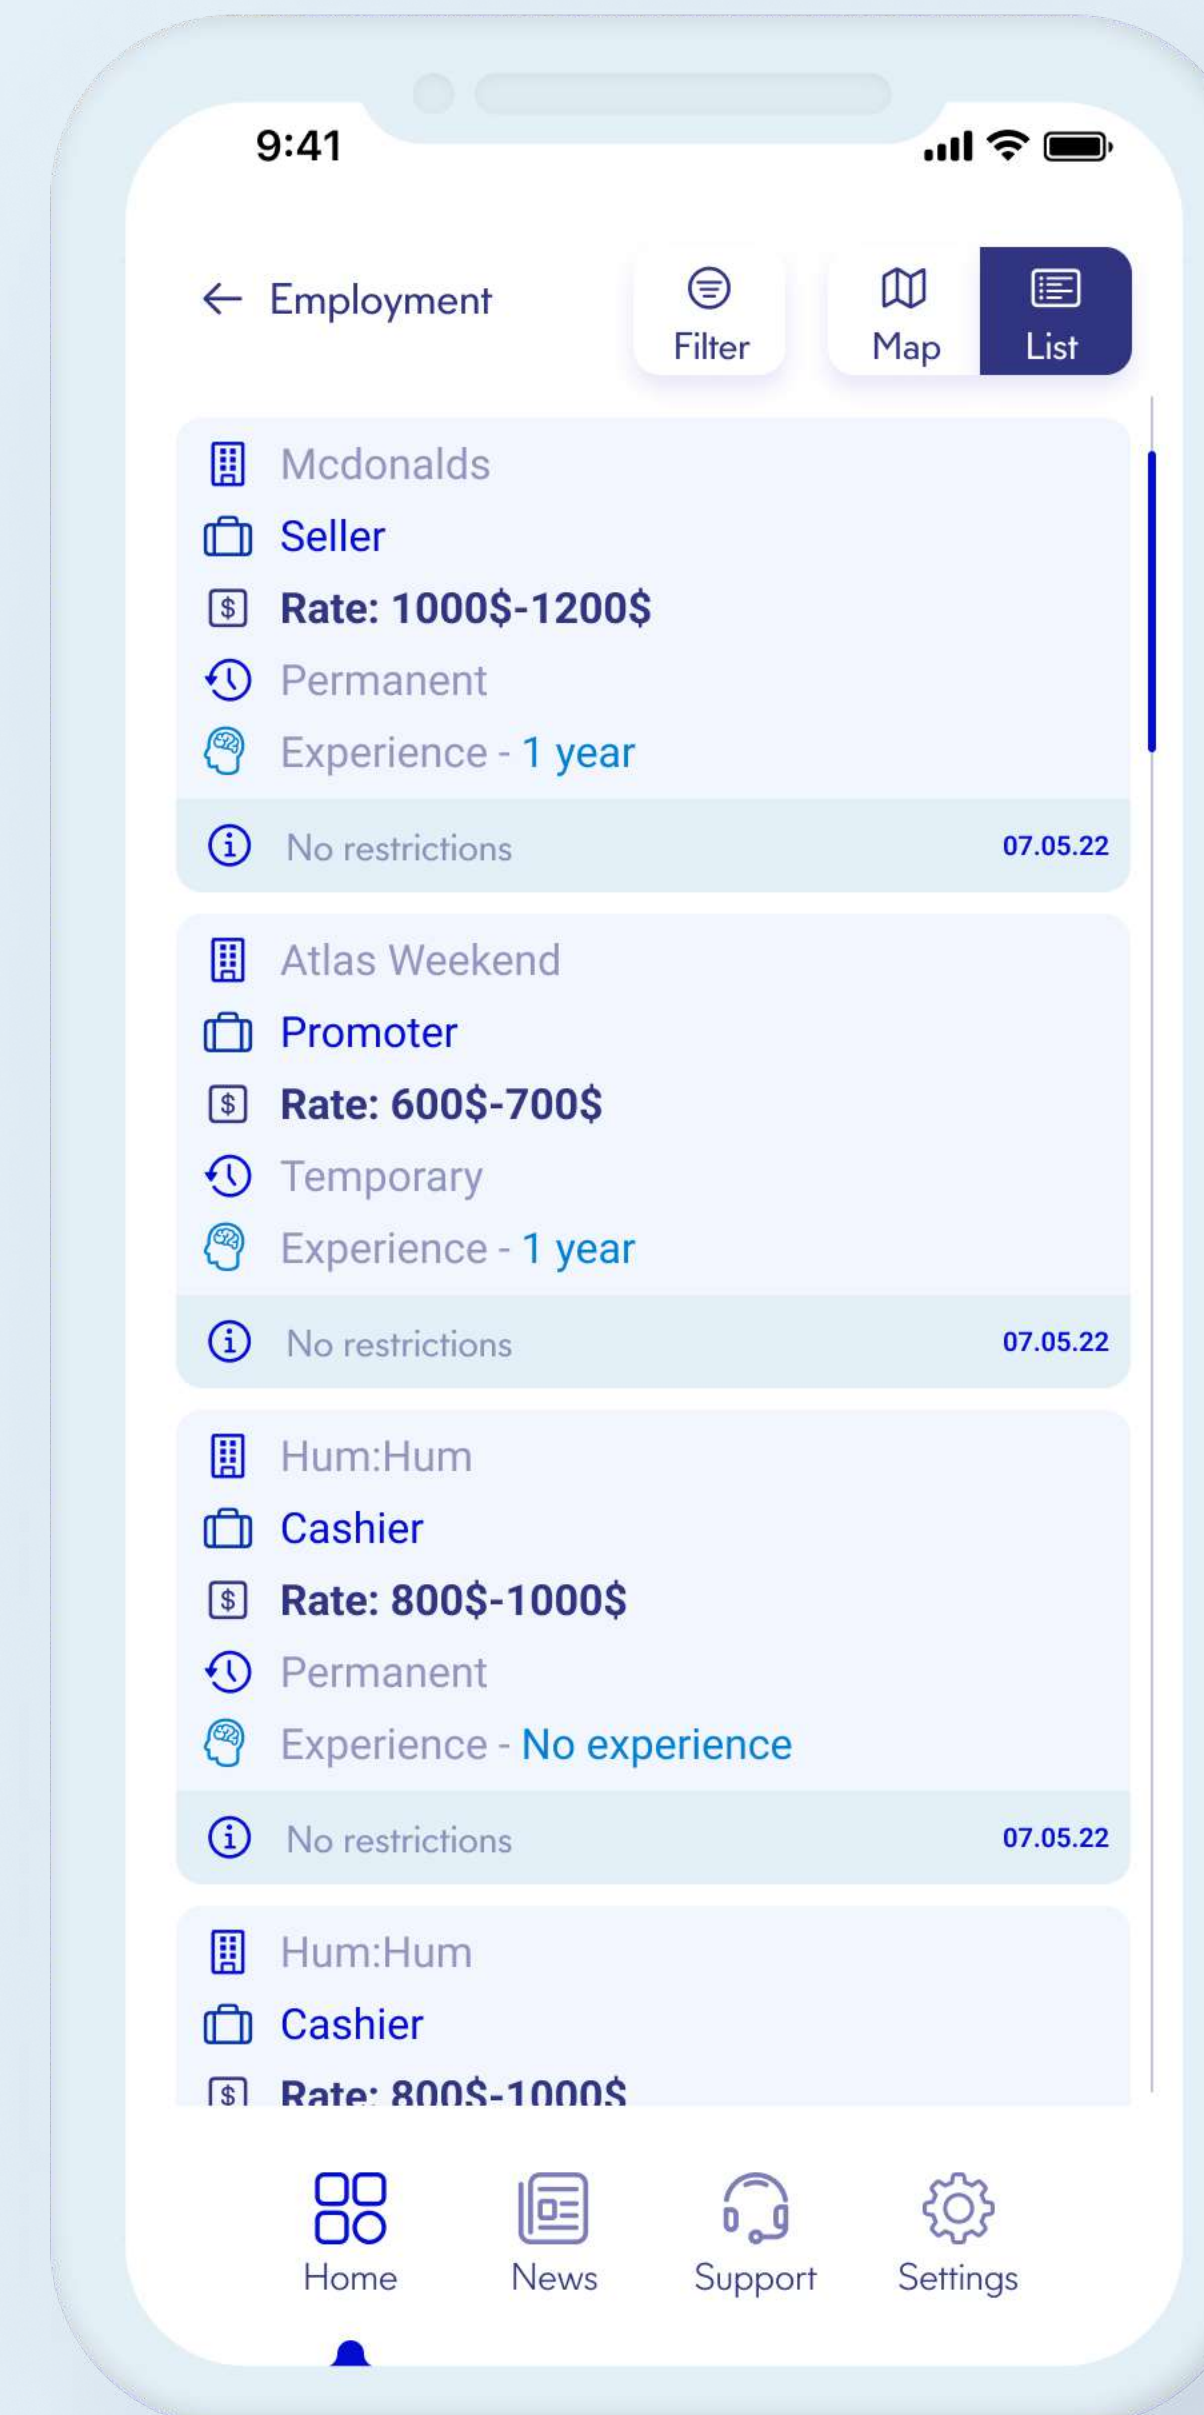 9:41
Employment
Filter
Map
List
Mcdonalds
Seller
Rate: 1000$-1200$
Permanent
Experience - 1 year
No restrictions
07.05.22
Atlas Weekend
Promoter
Rate: 600$-700$
Temporary
Experience - 1 year
No restrictions
07.05.22
Hum:Hum
Cashier
Rate: 800$-1000$
Permanent
Experience - No experience
No restrictions
07.05.22
Hum:Hum
Cashier
Rate: 800$-1000$
Home
News
Support
Settings